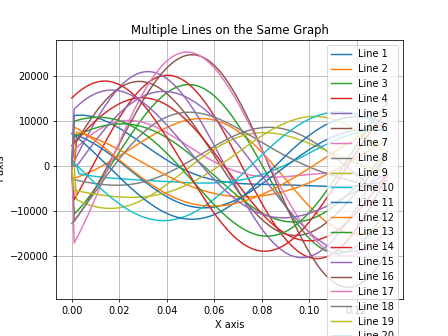 Multiple Lines on the Same Graph
20000
10000
0
-10000
-20000
0.00
0.02
0.04
0.06
0.08
0.10
X axis
axis
Line 1
Line 2
Line 3
Line 4
Line 5
Line 6
Line 7
Line 8
Line 9
Line 10
Line 11
Line 12
Line 13
Line 14
Line 15
Line 16
Line 17
Line 18
Line 19
Line 20